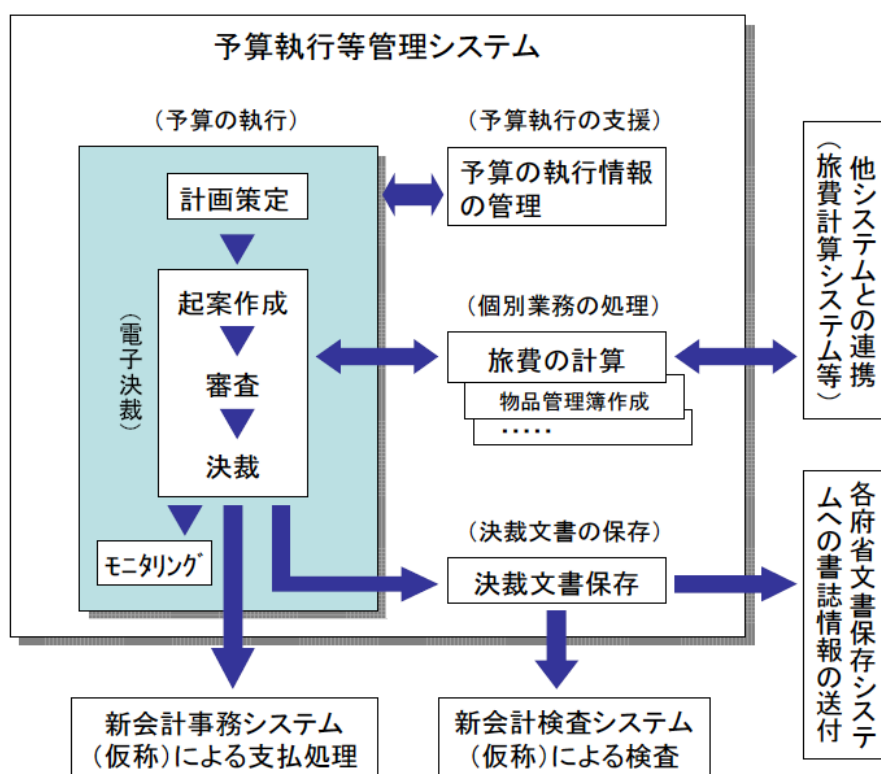 予算執行等管理システム
（予算の執行）
計画策定
（電子決裁）
起案作成
審査
決裁
モニタリング
（予算執行の支援）
予算の執行情報
の管理
（個別業務の処理）
旅費の計算
物品管理簿作成
・・・・・
（決裁文書の保存）
決裁文書保存
他システムとの連携
（旅費計算システム等）
各府省文書保存システ
ムへの書誌情報の送付
新会計事務システム
（仮称）による支払処理
新会計検査システム
（仮称）による検査